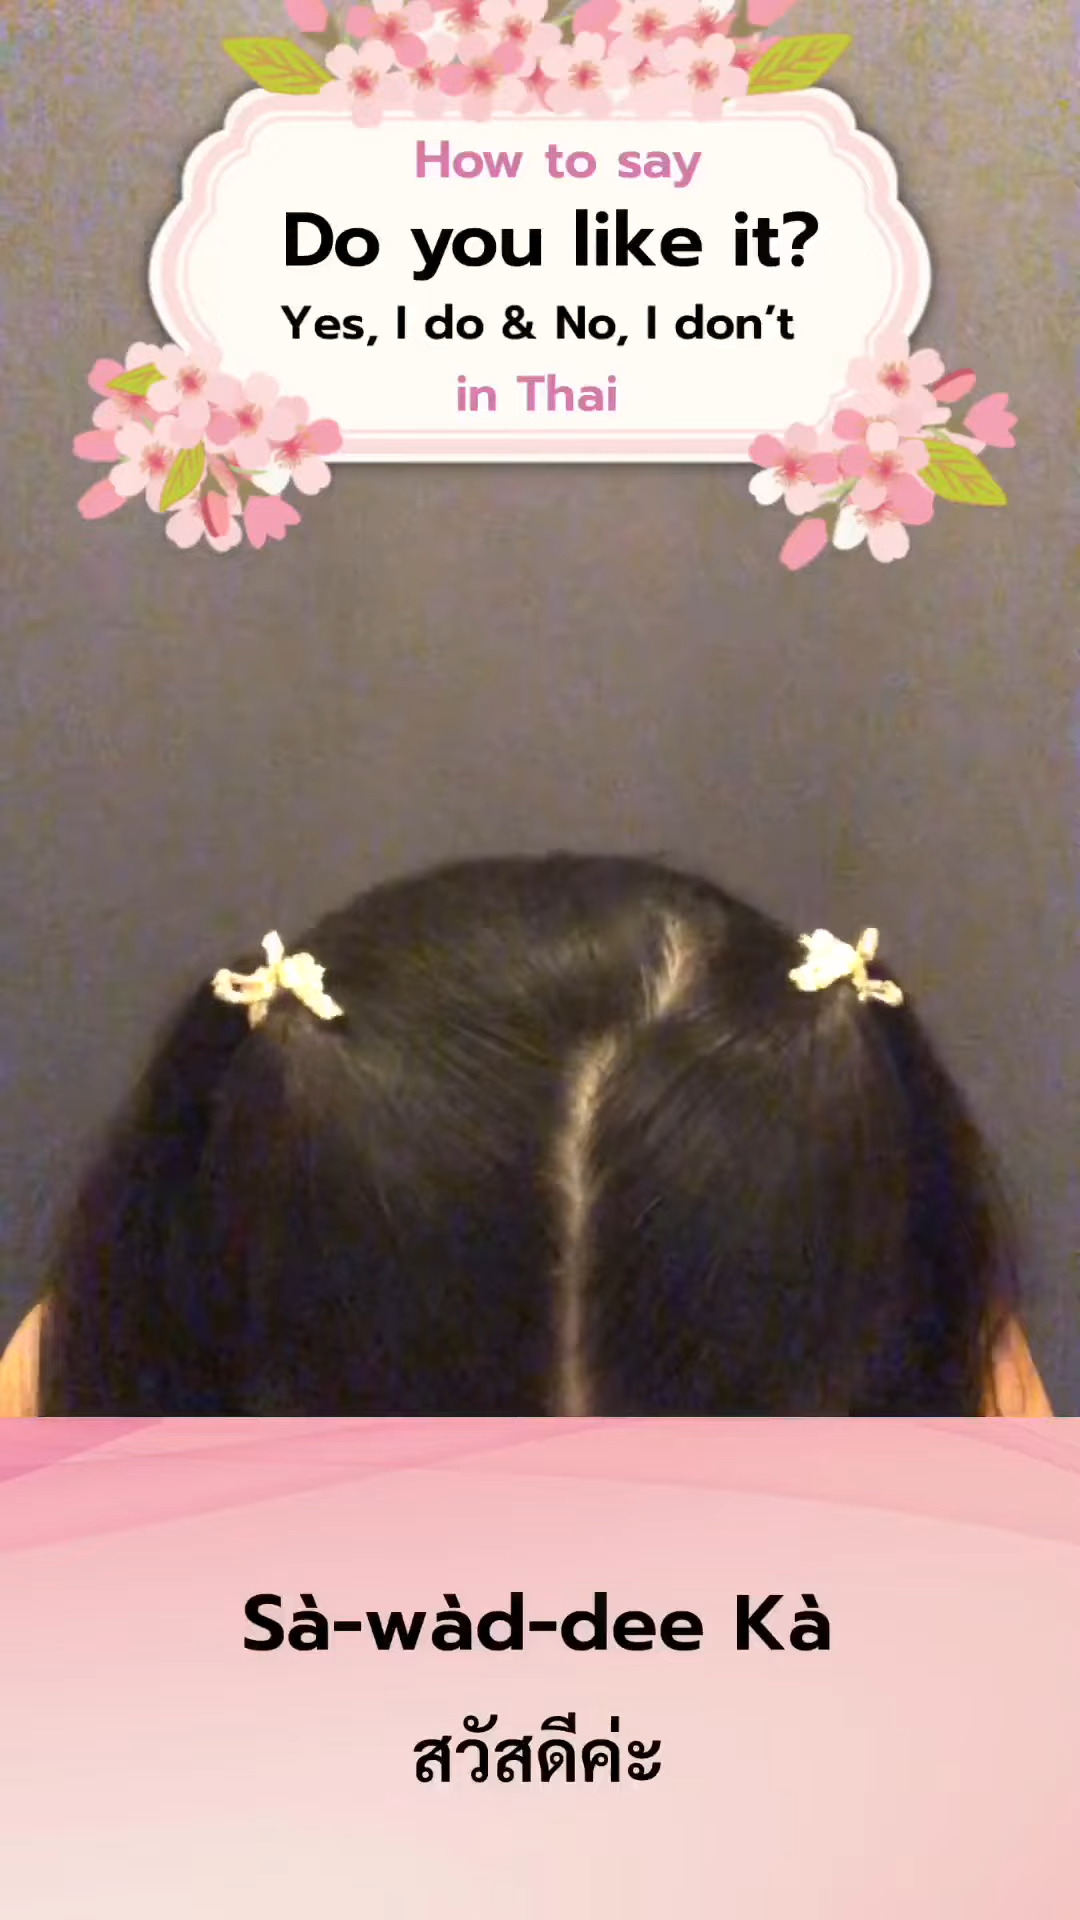 How to say
Do you like it?
Yes, I do & No, I don’t
in Thai
Sà-wàd-dee Kà
สวัสดีค่ะ